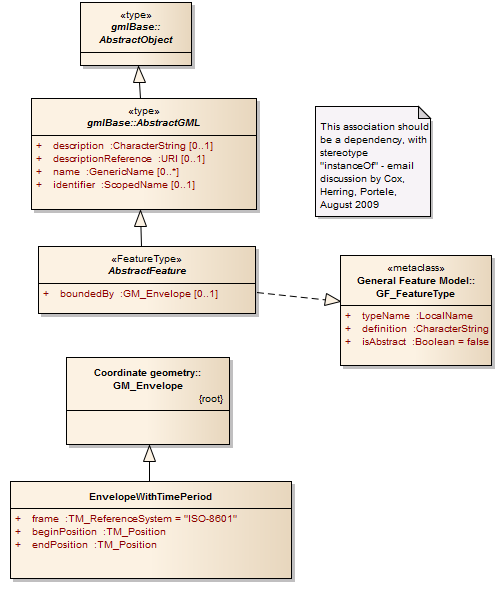 «type»
gmlBase::
AbstractObject
«type»
gmlBase::AbstractGML
+ description :CharacterString [0..1]
+ descriptionReference :URI [0..1]
+ name :GenericName [0..*]
+ identifier :ScopedName [0..1]
This association should
be a dependency, with
stereotype
"instanceOf" - email
discussion by Cox,
Herring, Portele,
August 2009
«FeatureType»
AbstractFeature
+ boundedBy :GM_Envelope [0..1]
«metaclass»
General Feature Model::
GF_FeatureType
+ typeName :LocalName
+ definition :CharacterString
+ isAbstract :Boolean = false
Coordinate geometry::
GM_Envelope
{root}
EnvelopeWithTimePeriod
+ frame :TM_ReferenceSystem = "ISO-8601"
+ beginPosition :TM_Position
+ endPosition :TM_Position